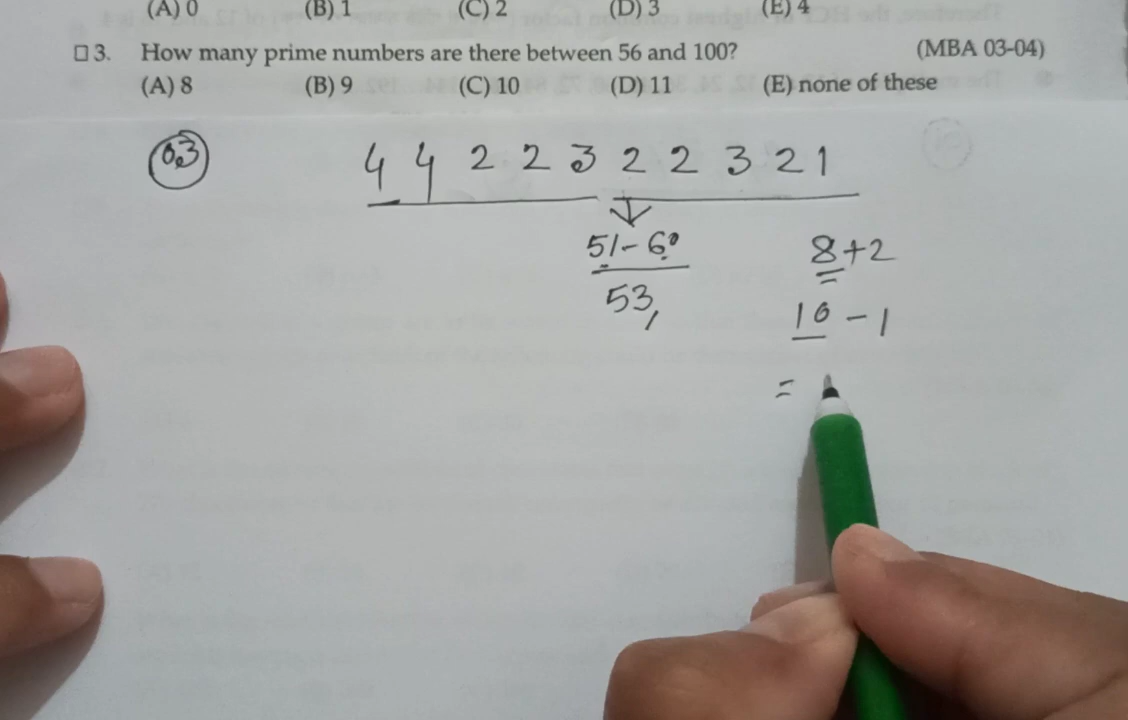 (A) 0 (B) 1 (C) 2 (D) 3 (E) 4
3. How many prime numbers are there between 56 and 100? (MBA 03-04)
(A) 8 (B) 9 (C) 10 (D) 11 (E) none of these
03 4 4 2 2 3 2 2 3 2 1
51-60 8+2
53, 10-1
=